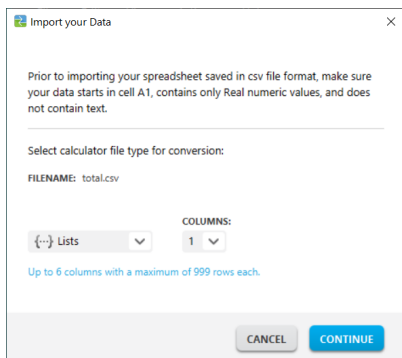 Import your Data
Prior to importing your spreadsheet saved in csv file format, make sure
your data starts in cell A1, contains only Real numeric values, and does
not contain text.
Select calculator file type for conversion:
FILENAME: total.csv
COLUMNS:
{···} Lists 1
Up to 6 columns with a maximum of 999 rows each.
CANCEL CONTINUE